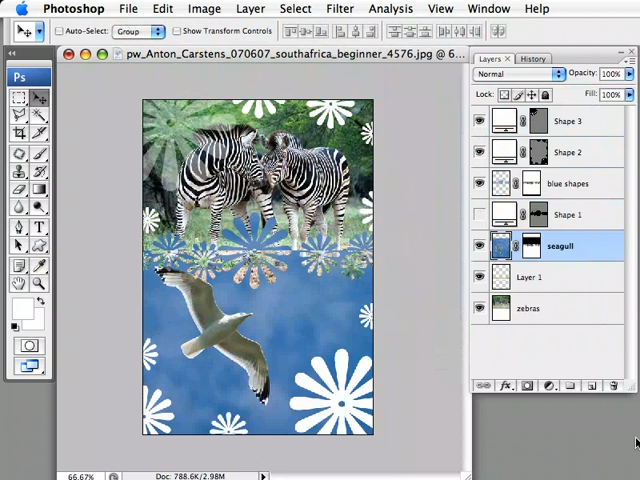 Photoshop File Edit Image Layer Select Filter Analysis View Window Help
Auto-Select: Group Show Transform Controls
pw_Anton_Carstens_070607_southafrica_beginner_4576.jpg @ 6...
Ps
Layers x History
Normal Opacity: 100%
Lock: Fill: 100%
Shape 3
Shape 2
blue shapes
Shape 1
seagull
Layer 1
zebras
66.67% Doc: 788.6K/2.98M